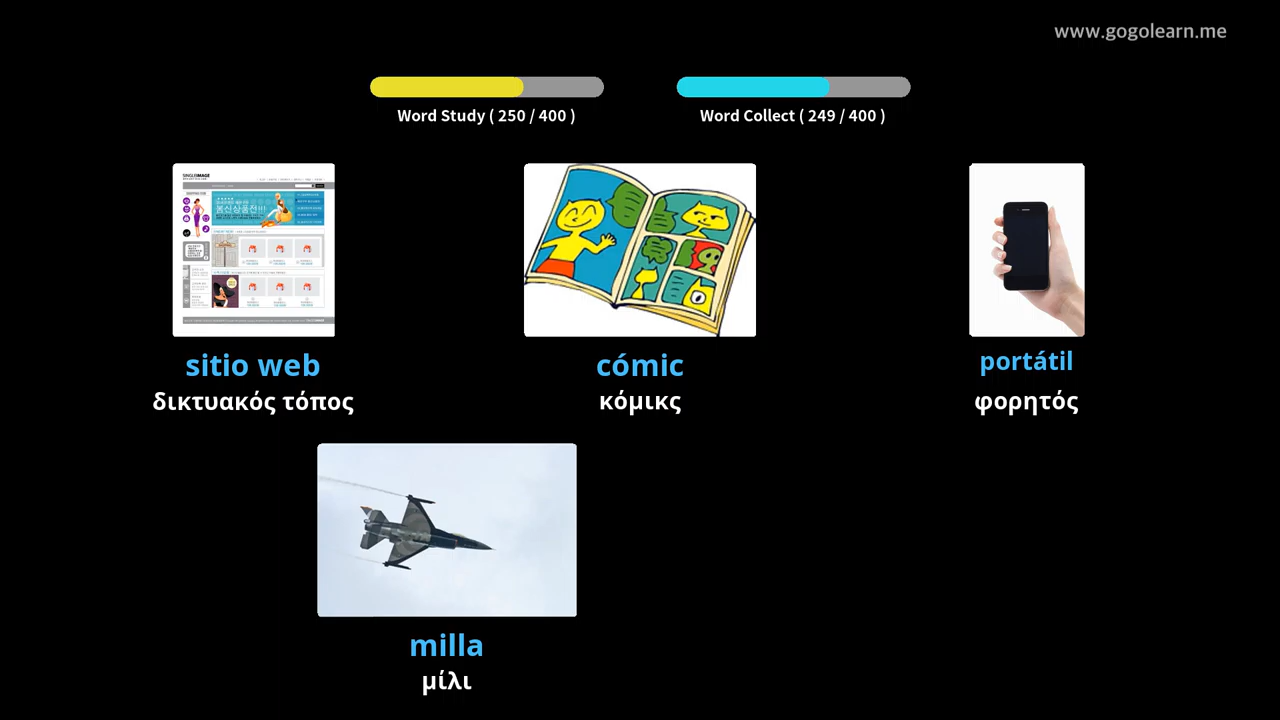 www.gogolearn.me
Word Study ( 250 / 400 )
Word Collect ( 249 / 400 )
sitio web
δικτυακός τόπος
cómic
κόμικς
portátil
φορητός
milla
μίλι